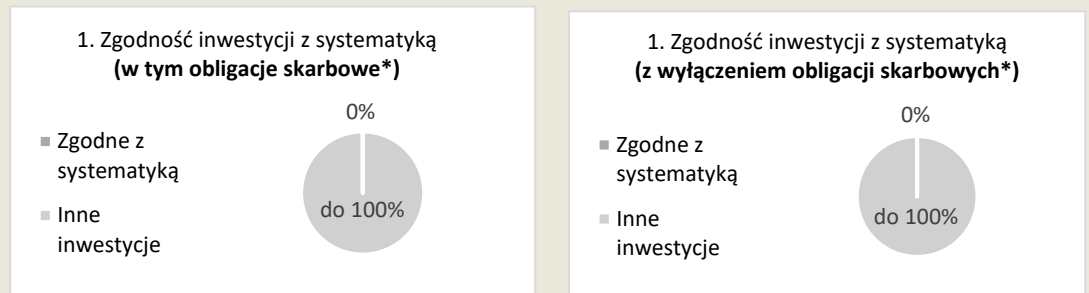 1. Zgodność inwestycji z systematyką
(w tym obligacje skarbowe*)
0%
Zgodne z
systematyką
do 100%
Inne
inwestycje
1. Zgodność inwestycji z systematyką
(z wyłączeniem obligacji skarbowych*)
0%
Zgodne z
systematyką
do 100%
Inne
inwestycje